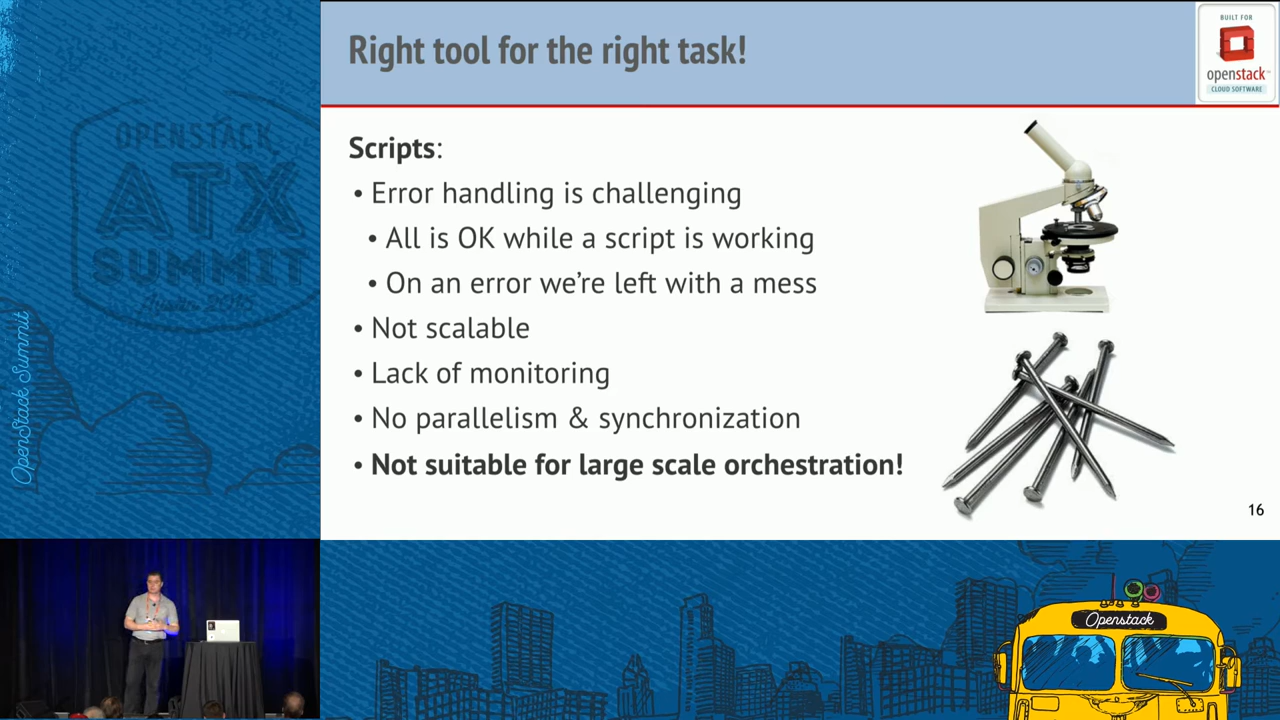 Right tool for the right task!
BUILT FOR
openstack
CLOUD SOFTWARE
Scripts:
• Error handling is challenging
• All is OK while a script is working
• On an error we're left with a mess
• Not scalable
• Lack of monitoring
• No parallelism & synchronization
• Not suitable for large scale orchestration!
16
OPENSTACK
ATX
SUMMIT
OpenStack Summit
Openstack